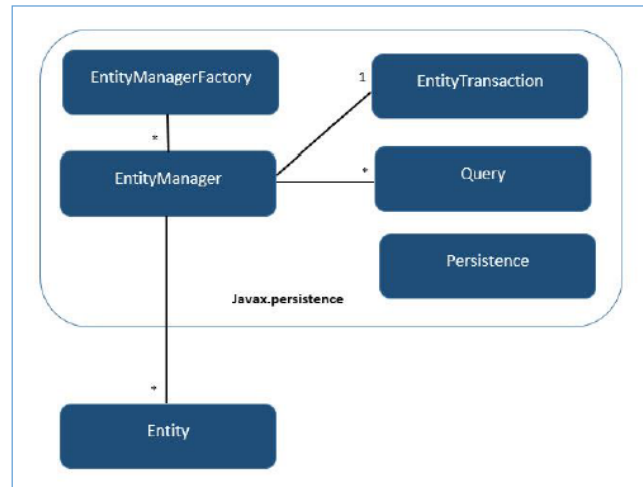 EntityManagerFactory
1
EntityTransaction
*
EntityManager
*
Query
Persistence
Javax.persistence
*
Entity